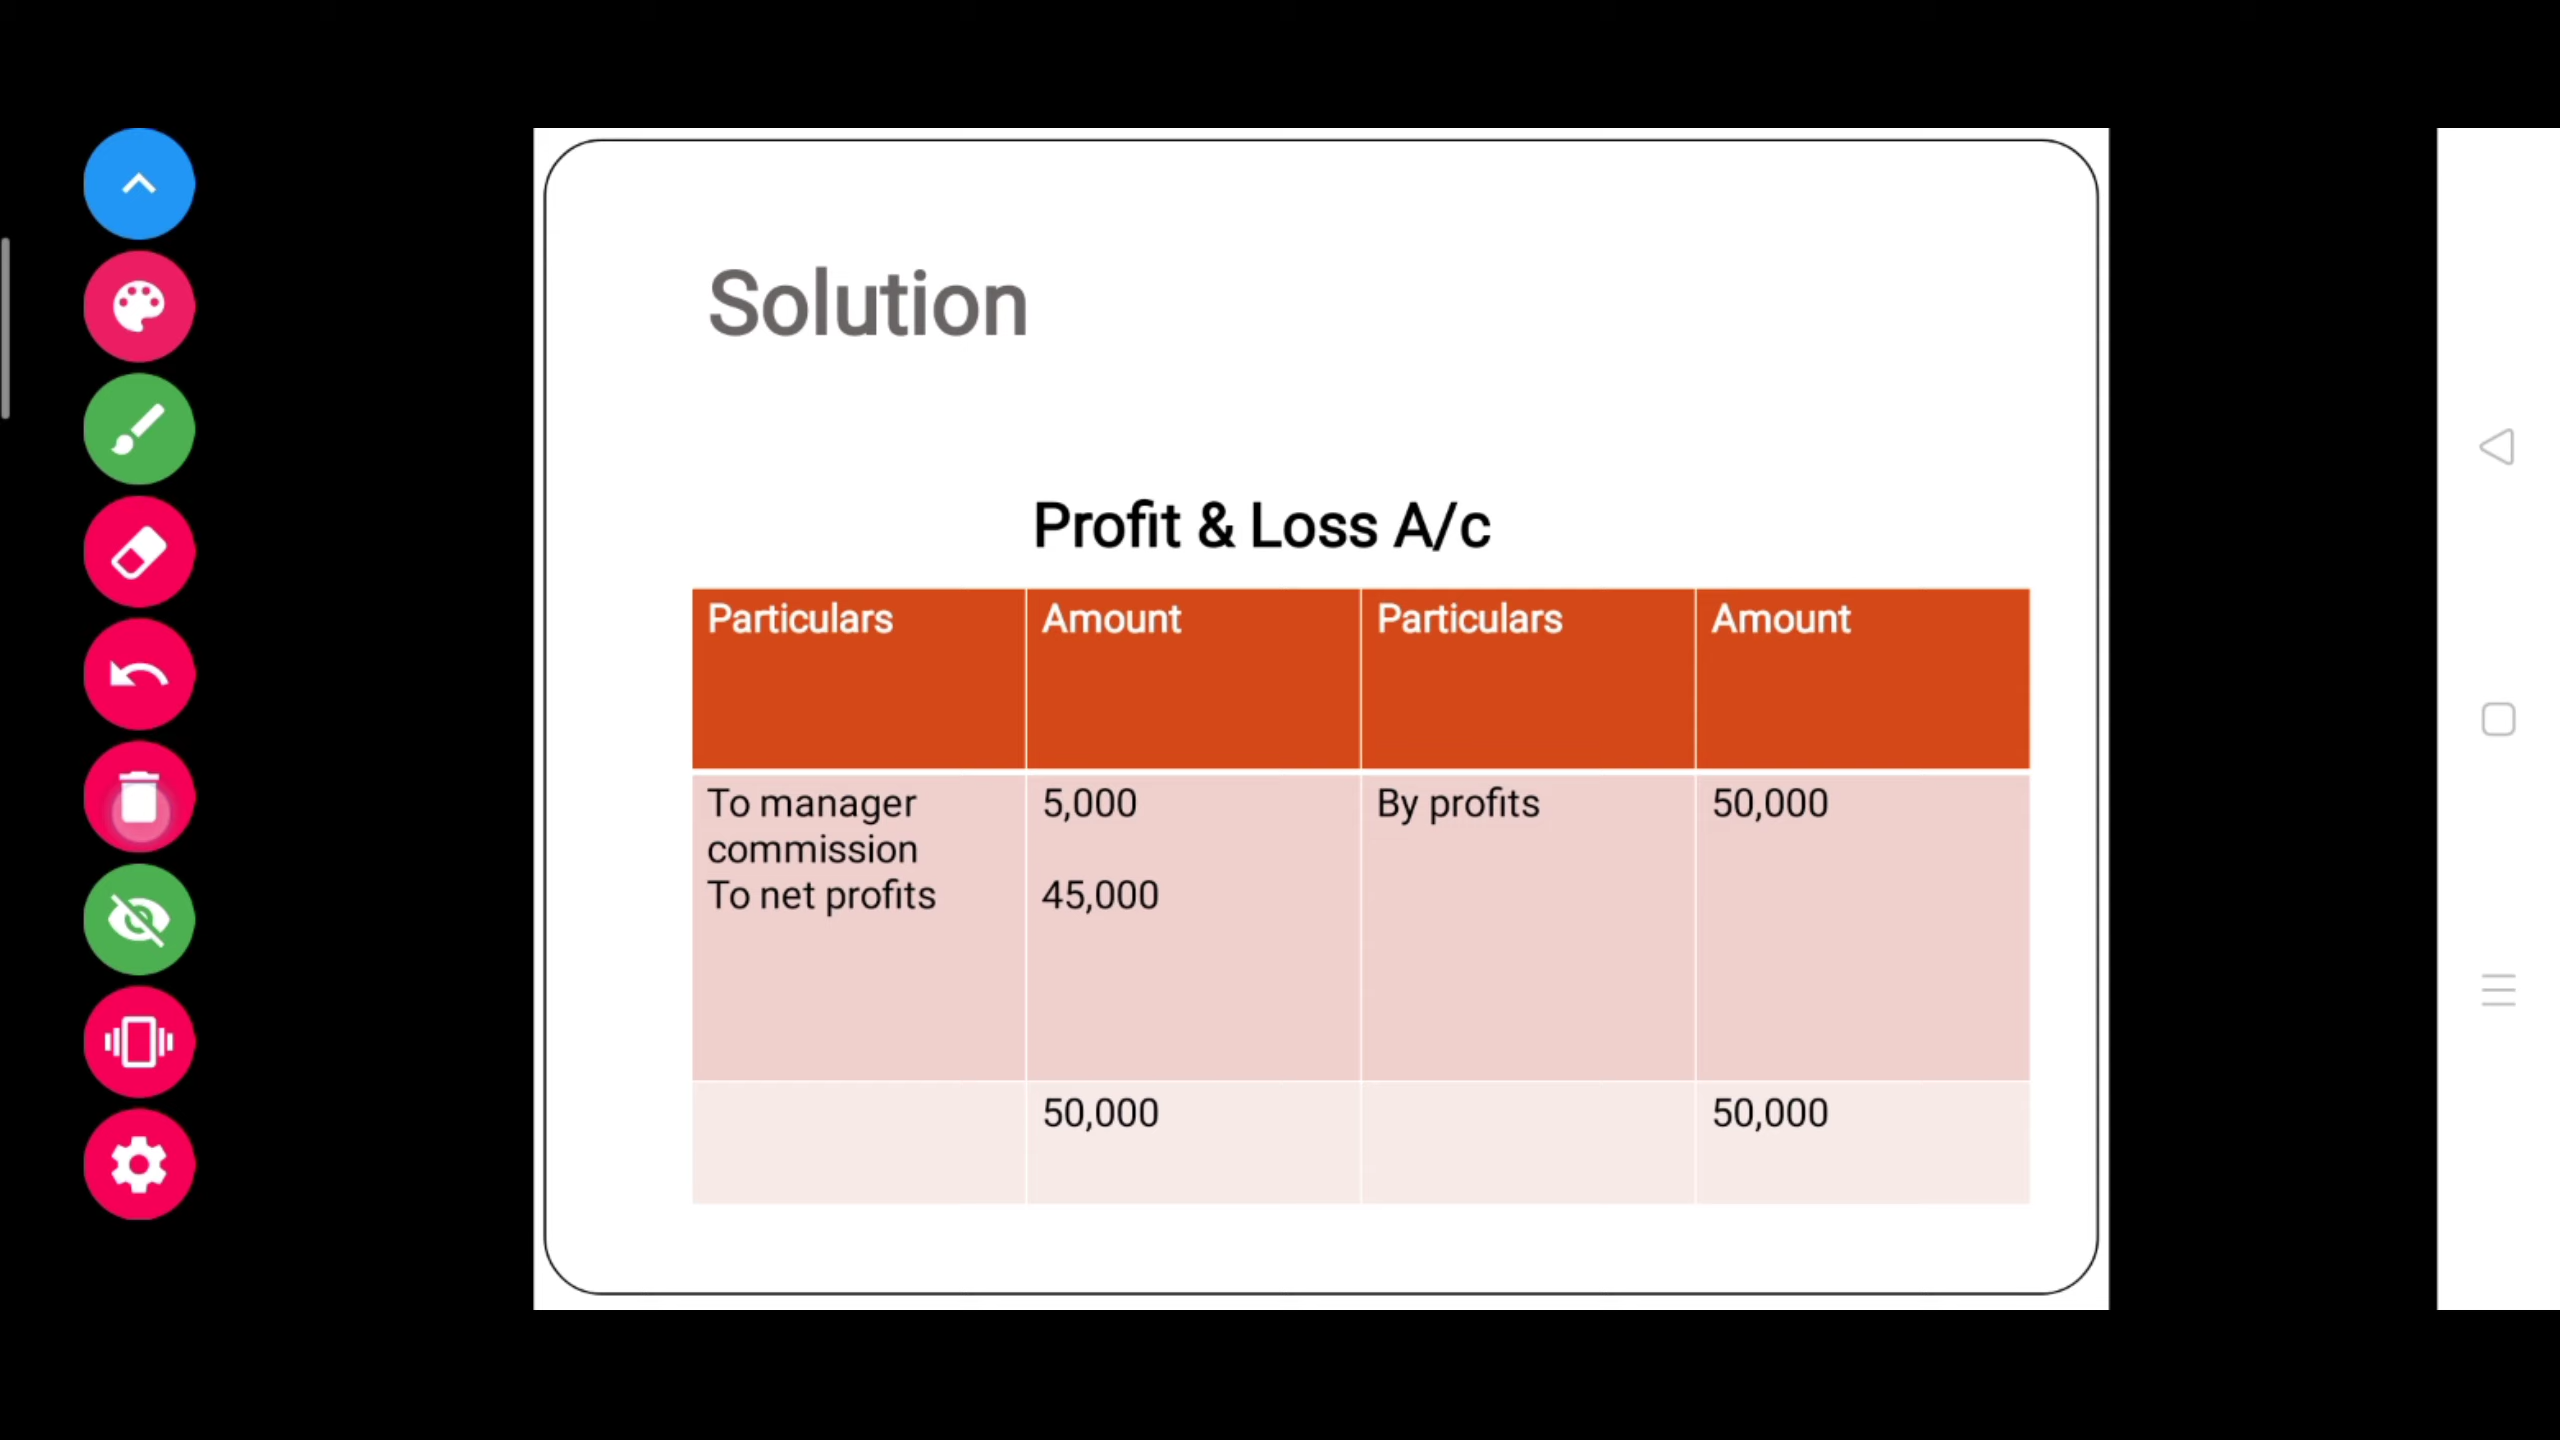 Solution
Profit & Loss A/c
Particulars Amount Particulars Amount
To manager 5,000 By profits 50,000
commission
To net profits 45,000
50,000 50,000